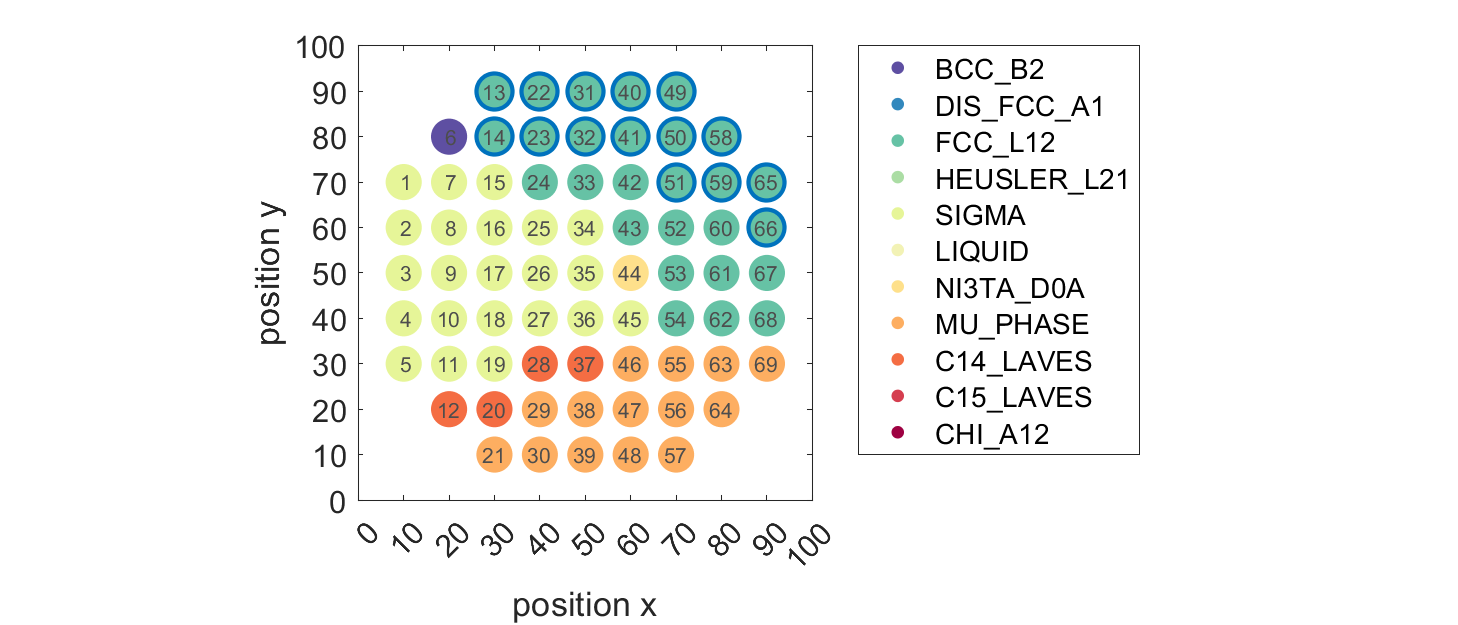 100
90
80
70
60
50
40
30
20
10
0
position y
13 22 31 40 49
6 14 23 32 41 50 58
1 7 15 24 33 42 51 59 65
2 8 16 25 34 43 52 60 66
3 9 17 26 35 44 53 61 67
4 10 18 27 36 45 54 62 68
5 11 19 28 37 46 55 63 69
12 20 29 38 47 56 64
21 30 39 48 57
0 10 20 30 40 50 60 70 80 90 100
position x
BCC_B2
DIS_FCC_A1
FCC_L12
HEUSLER_L21
SIGMA
LIQUID
NI3TA_D0A
MU_PHASE
C14_LAVES
C15_LAVES
CHI_A12